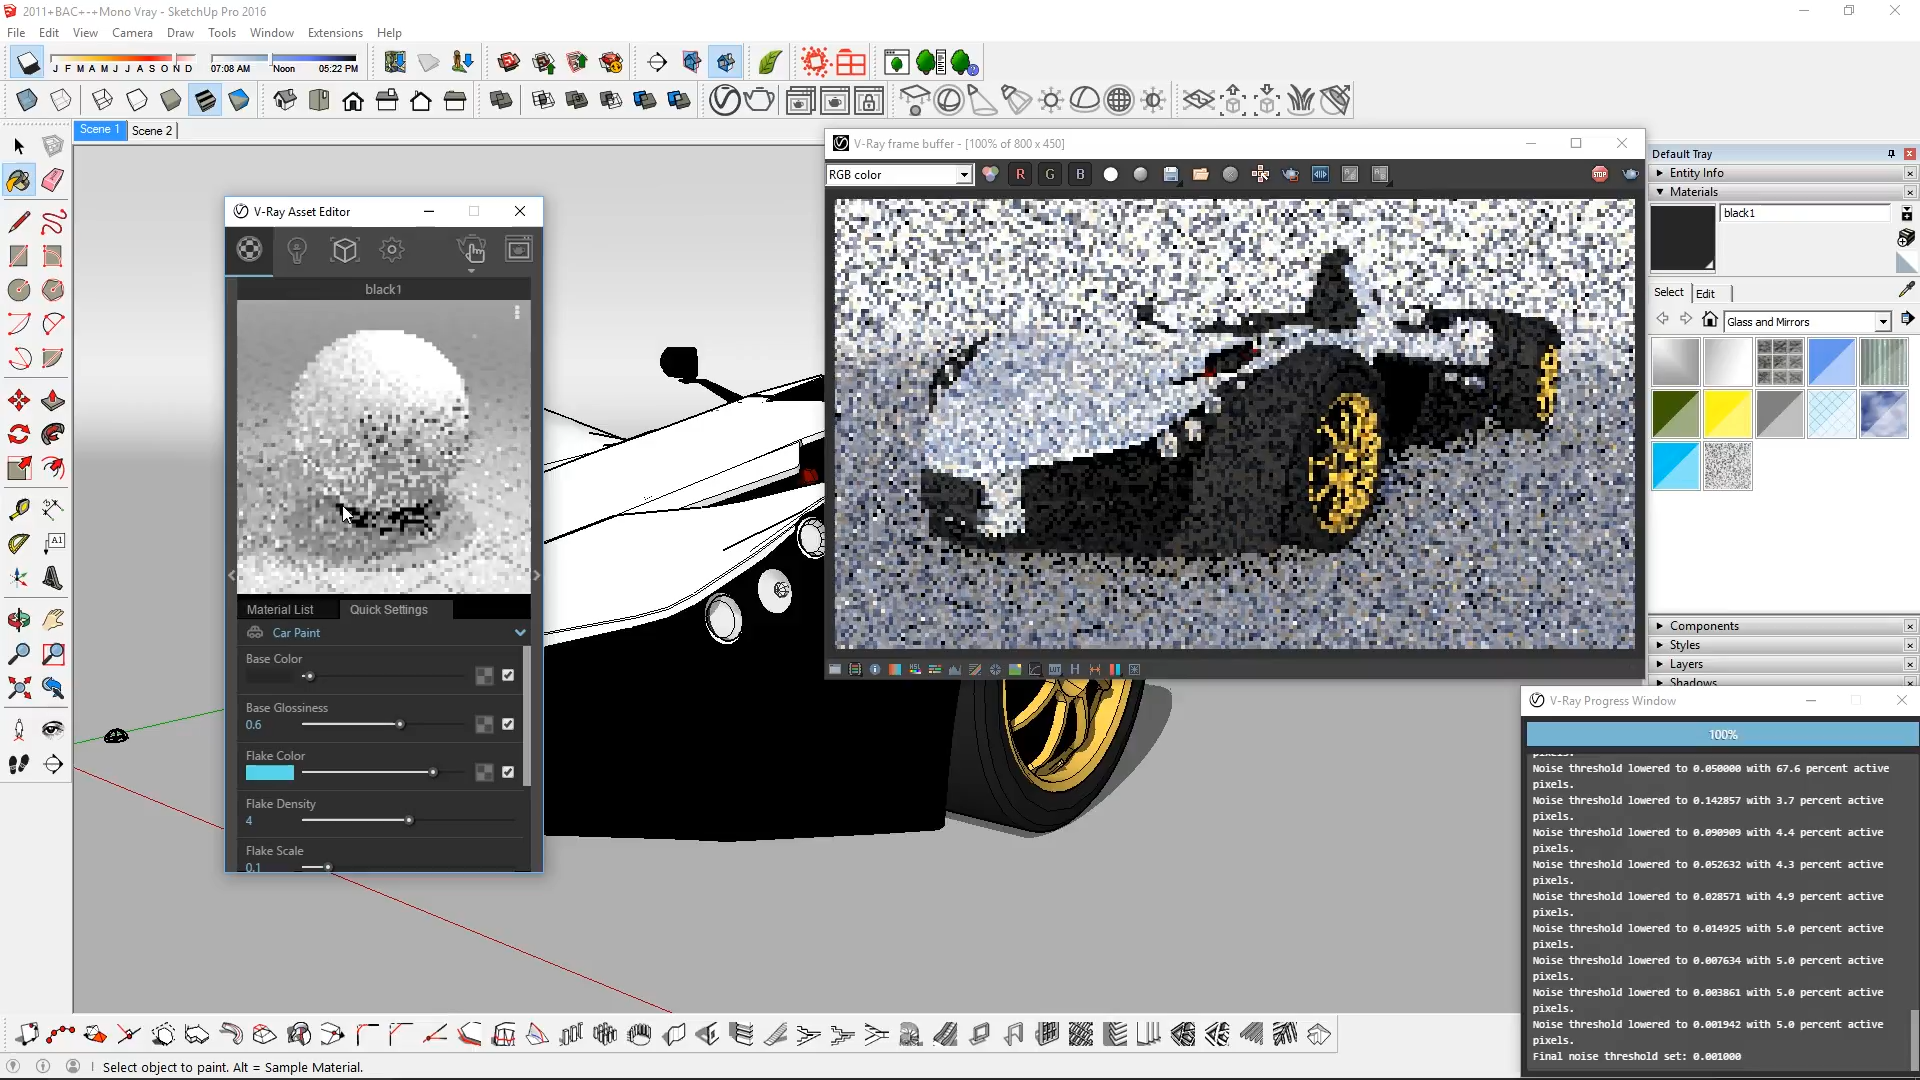 2011+BAC+-+Mono Vray - SketchUp Pro 2016
File Edit View Camera Draw Tools Window Extensions Help
J F M A M J J A S O N D
07:08 AM Noon 05:22 PM
Scene 1 Scene 2
V-Ray frame buffer - [100% of 800 x 450]
RGB color
R G B
STOP
Default Tray
Entity Info
Materials
black1
Select Edit
Glass and Mirrors
V-Ray Asset Editor
black1
Material List Quick Settings
Car Paint
Base Color
Base Glossiness
0.6
Flake Color
Flake Density
4
Flake Scale
0.1
A1
HSL
LUT
H
Components
Styles
Layers
Shadows
V-Ray Progress Window
100%
pixels.
Noise threshold lowered to 0.050000 with 67.6 percent active
pixels.
Noise threshold lowered to 0.142857 with 3.7 percent active
pixels.
Noise threshold lowered to 0.090909 with 4.4 percent active
pixels.
Noise threshold lowered to 0.052632 with 4.3 percent active
pixels.
Noise threshold lowered to 0.028571 with 4.9 percent active
pixels.
Noise threshold lowered to 0.014925 with 5.0 percent active
pixels.
Noise threshold lowered to 0.007634 with 5.0 percent active
pixels.
Noise threshold lowered to 0.003861 with 5.0 percent active
pixels.
Noise threshold lowered to 0.001942 with 5.0 percent active
pixels.
Final noise threshold set: 0.001000
Select object to paint. Alt = Sample Material.